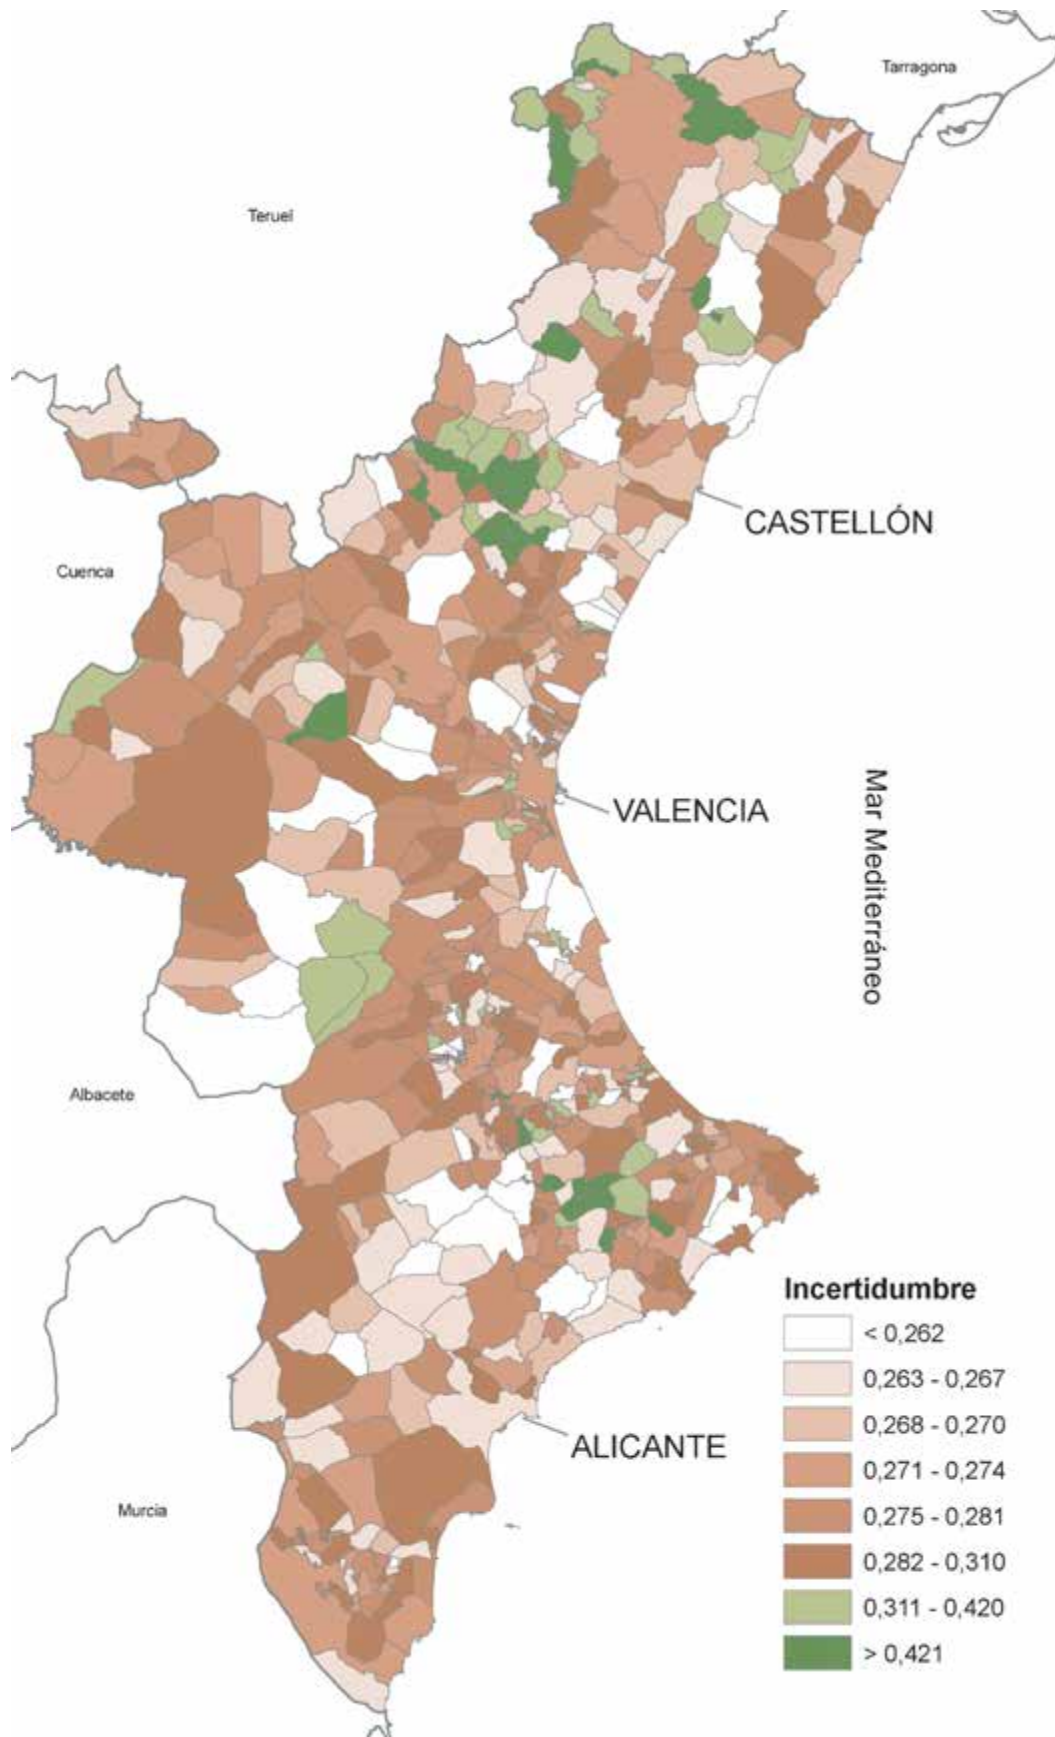 Tarragona
Teruel
CASTELLÓN
Cuenca
VALENCIA
Mar Mediterráneo
Albacete
ALICANTE
Murcia
Incertidumbre
< 0,262
0,263 - 0,267
0,268 - 0,270
0,271 - 0,274
0,275 - 0,281
0,282 - 0,310
0,311 - 0,420
> 0,421